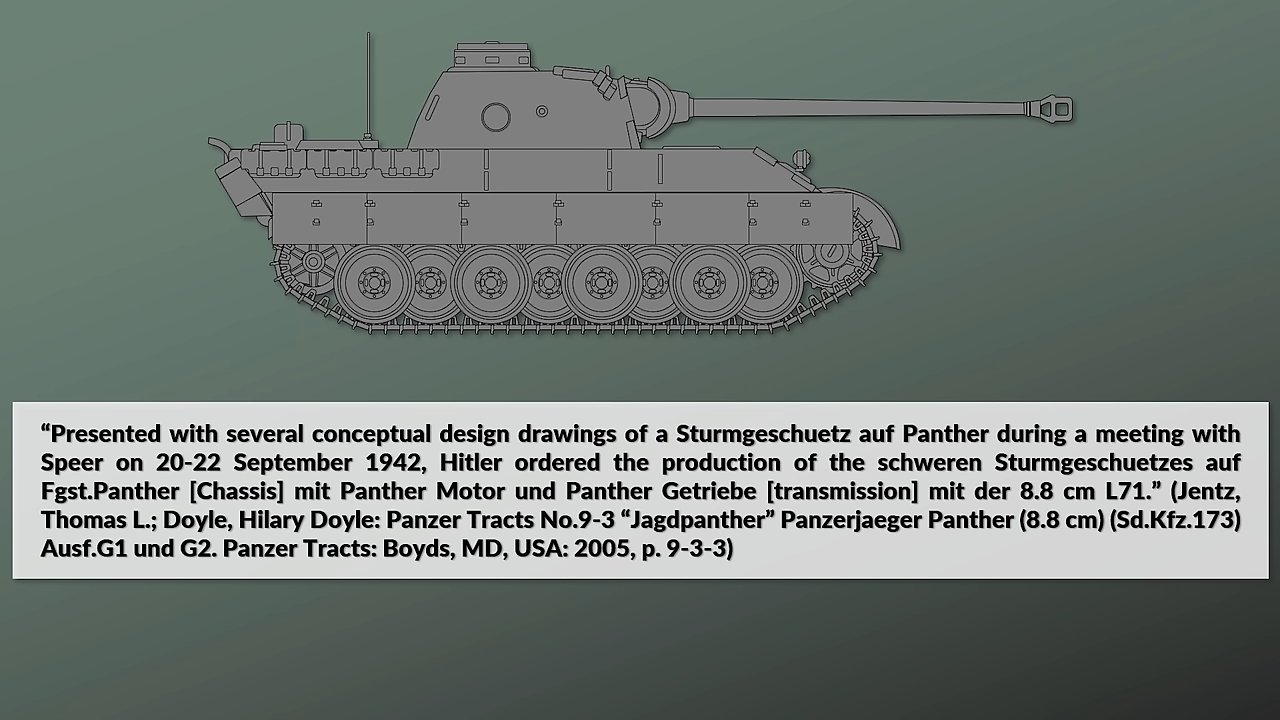 “Presented with several conceptual design drawings of a Sturmgeschuetz auf Panther during a meeting with
Speer on 20-22 September 1942, Hitler ordered the production of the schweren Sturmgeschuetzes auf
Fgst.Panther [Chassis] mit Panther Motor und Panther Getriebe [transmission] mit der 8.8 cm L71.” (Jentz,
Thomas L.; Doyle, Hilary Doyle: Panzer Tracts No.9-3 “Jagdpanther” Panzerjaeger Panther (8.8 cm) (Sd.Kfz.173)
Ausf.G1 und G2. Panzer Tracts: Boyds, MD, USA: 2005, p. 9-3-3)